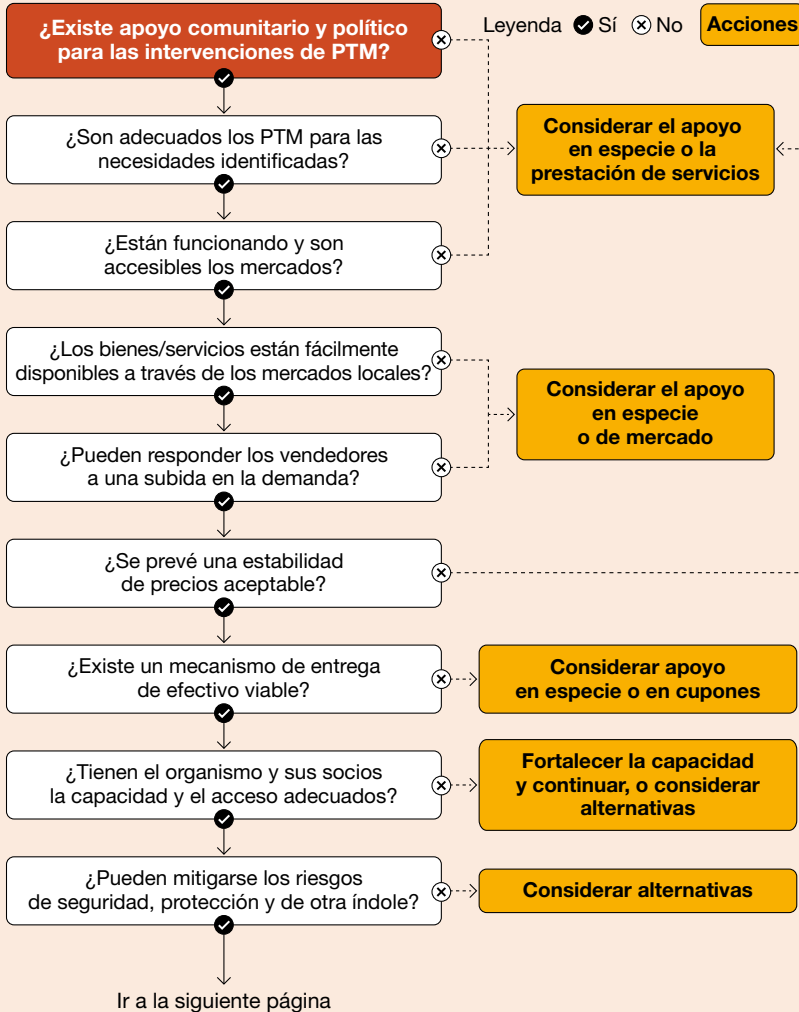 ¿Existe apoyo comunitario y político
para las intervenciones de PTM?
Leyenda Sí No Acciones
¿Son adecuados los PTM para las
necesidades identificadas?
Considerar el apoyo
en especie o la
prestación de servicios
¿Están funcionando y son
accesibles los mercados?
¿Los bienes/servicios están fácilmente
disponibles a través de los mercados locales?
Considerar el apoyo
en especie
o de mercado
¿Pueden responder los vendedores
a una subida en la demanda?
¿Se prevé una estabilidad
de precios aceptable?
¿Existe un mecanismo de entrega
de efectivo viable?
Considerar apoyo
en especie o en cupones
¿Tienen el organismo y sus socios
la capacidad y el acceso adecuados?
Fortalecer la capacidad
y continuar, o considerar
alternativas
¿Pueden mitigarse los riesgos
de seguridad, protección y de otra índole?
Considerar alternativas
Ir a la siguiente página